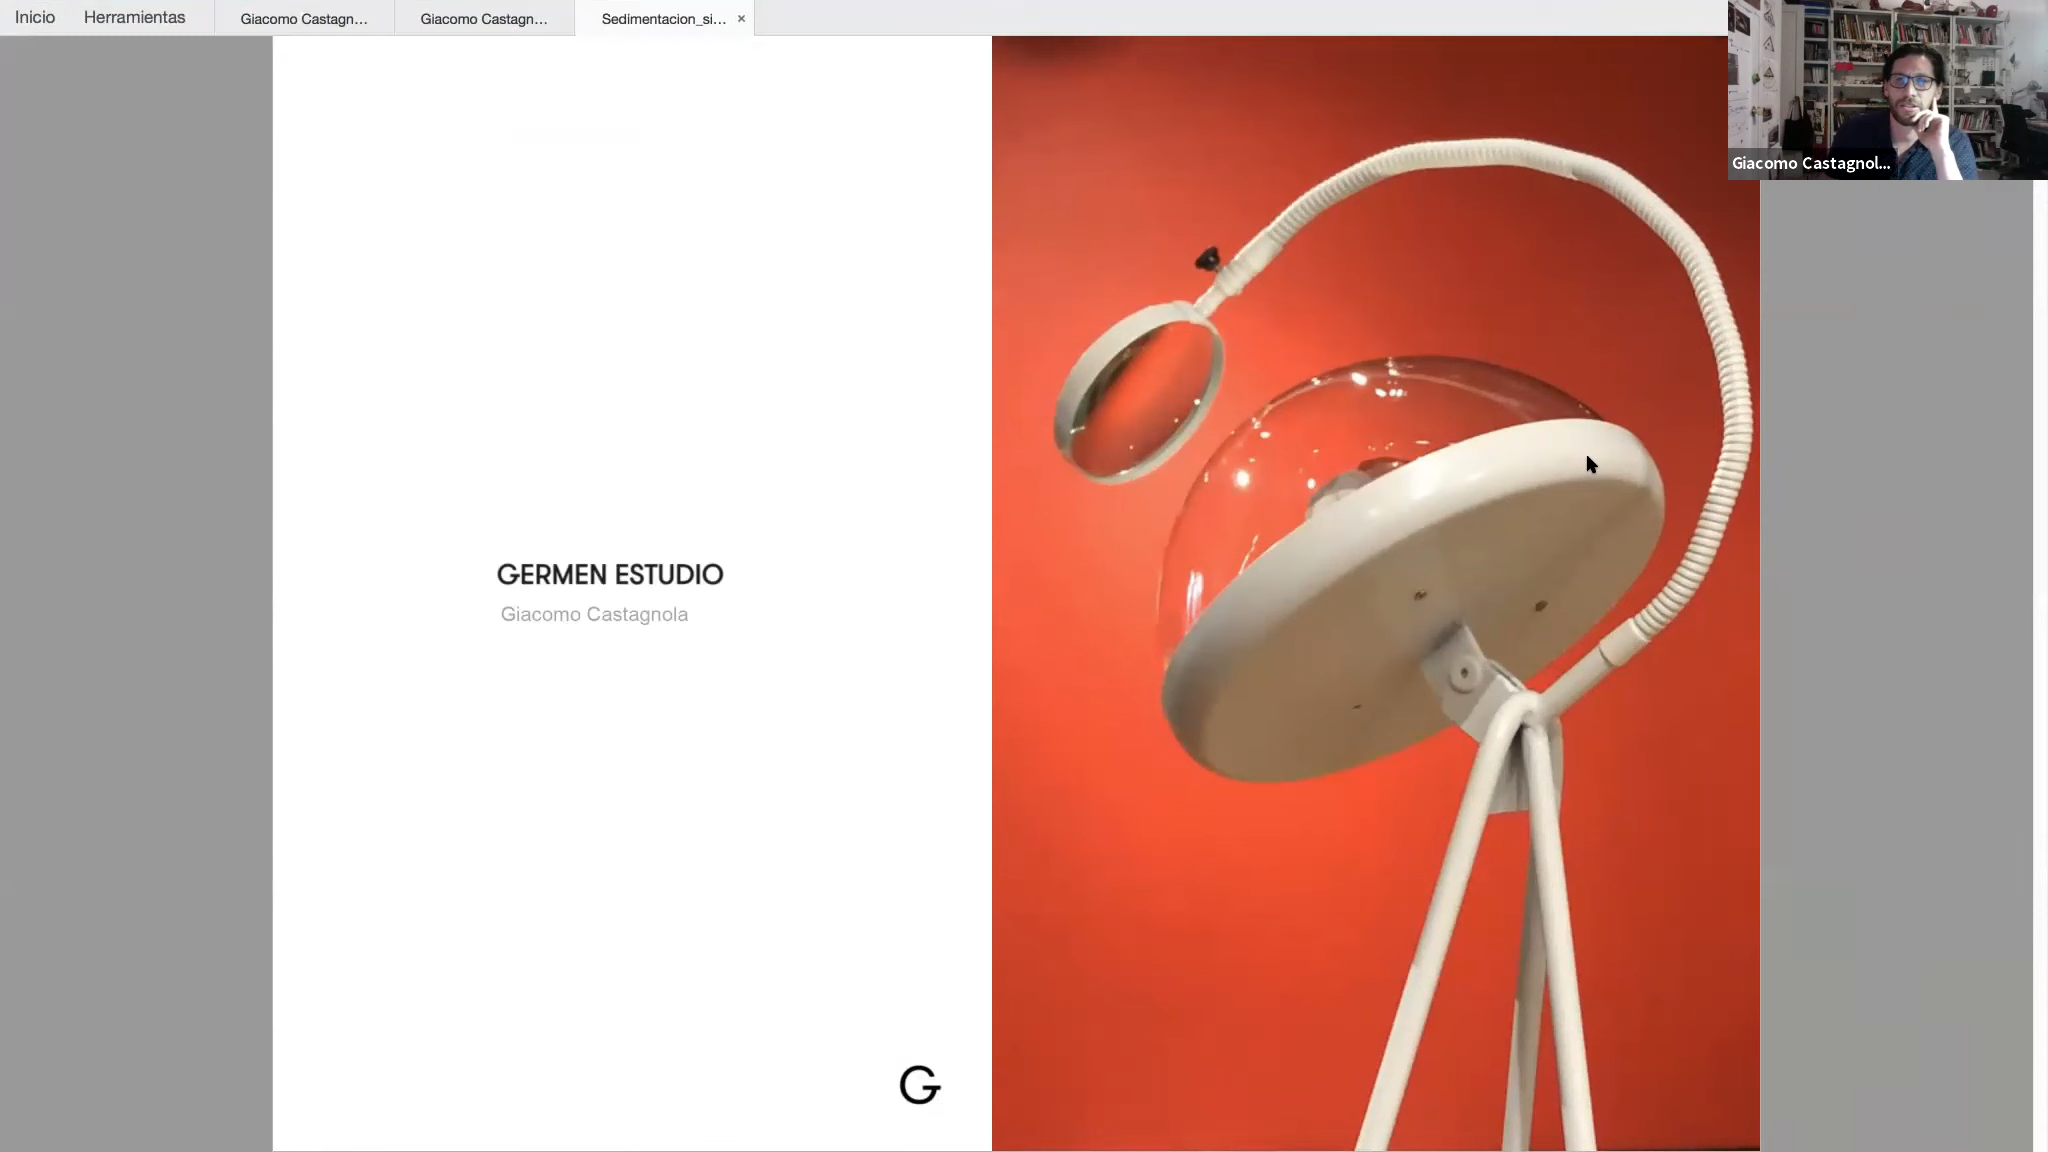 Inicio Herramientas Giacomo Castagn... Giacomo Castagn... Sedimentacion_si... ×
Giacomo Castagnol...
GERMEN ESTUDIO
Giacomo Castagnola
G